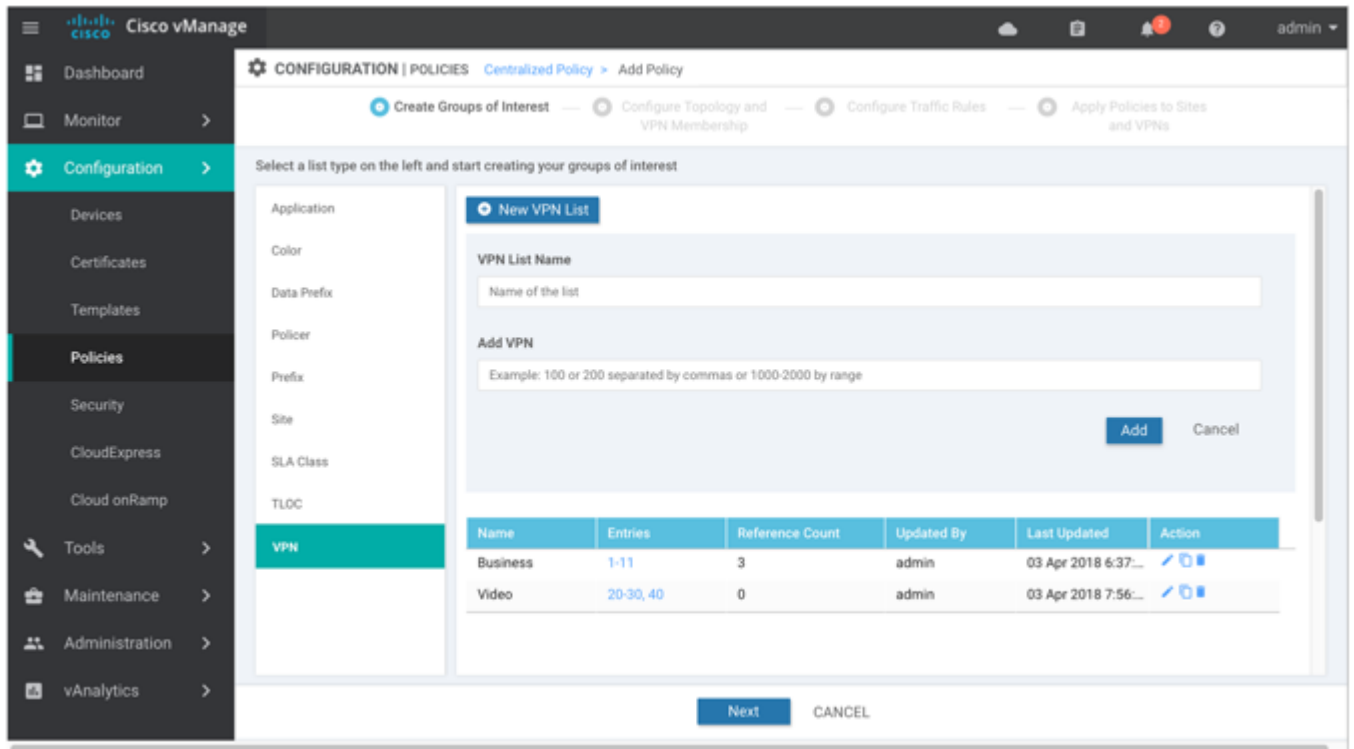 cisco Cisco vManage
2
admin
Dashboard
Monitor
Configuration
Devices
Certificates
Templates
Policies
Security
CloudExpress
Cloud onRamp
Tools
Maintenance
Administration
vAnalytics
CONFIGURATION | POLICIES Centralized Policy > Add Policy
Create Groups of Interest
Configure Topology and
VPN Membership
Configure Traffic Rules
Apply Policies to Sites
and VPNs
Select a list type on the left and start creating your groups of interest
Application
Color
Data Prefix
Policer
Prefix
Site
SLA Class
TLOC
VPN
New VPN List
VPN List Name
Name of the list
Add VPN
Example: 100 or 200 separated by commas or 1000-2000 by range
Add Cancel
Name Entries Reference Count Updated By Last Updated Action
Business 1-11 3 admin 03 Apr 2018 6:37:...
Video 20-30, 40 0 admin 03 Apr 2018 7:56:...
Next CANCEL